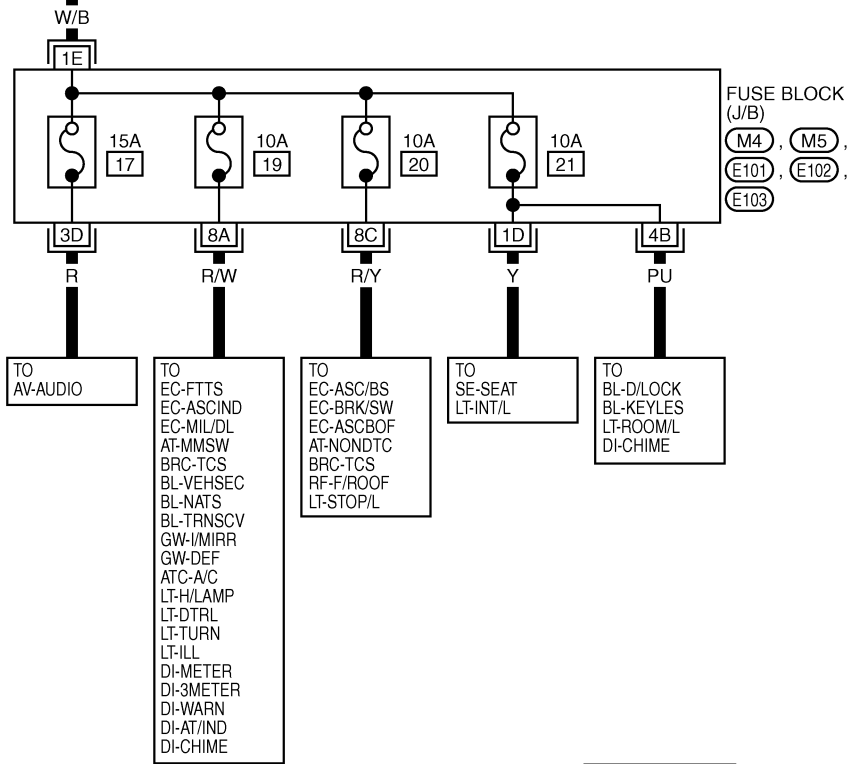 W/B
1E
FUSE BLOCK
(J/B)
M4 , M5 ,
E101 , E102 ,
E103
15A
17
10A
19
10A
20
10A
21
3D
8A
8C
1D
4B
R
R/W
R/Y
Y
PU
TO
AV-AUDIO
TO
EC-FTTS
EC-ASCIND
EC-MIL/DL
AT-MMSW
BRC-TCS
BL-VEHSEC
BL-NATS
BL-TRNSCV
GW-I/MIRR
GW-DEF
ATC-A/C
LT-H/LAMP
LT-DTRL
LT-TURN
LT-ILL
DI-METER
DI-3METER
DI-WARN
DI-AT/IND
DI-CHIME
TO
EC-ASC/BS
EC-BRK/SW
EC-ASCBOF
AT-NONDTC
BRC-TCS
RF-F/ROOF
LT-STOP/L
TO
SE-SEAT
LT-INT/L
TO
BL-D/LOCK
BL-KEYLES
LT-ROOM/L
DI-CHIME